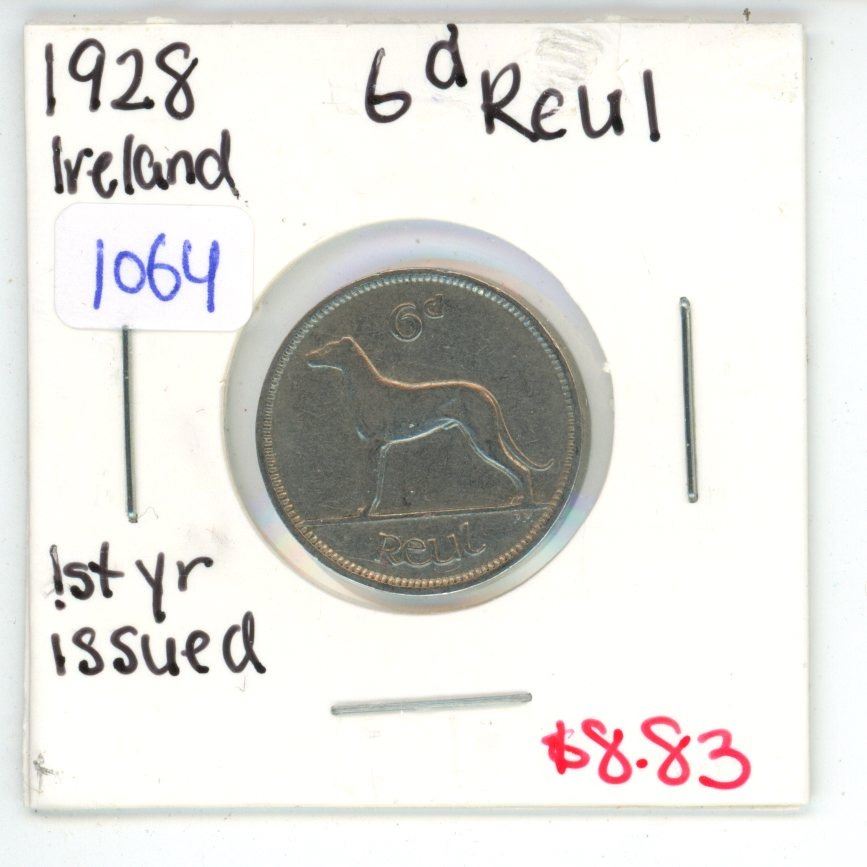 1928
Ireland
6d Reul
1064
6d
Reul
1st yr
issued
$8.83